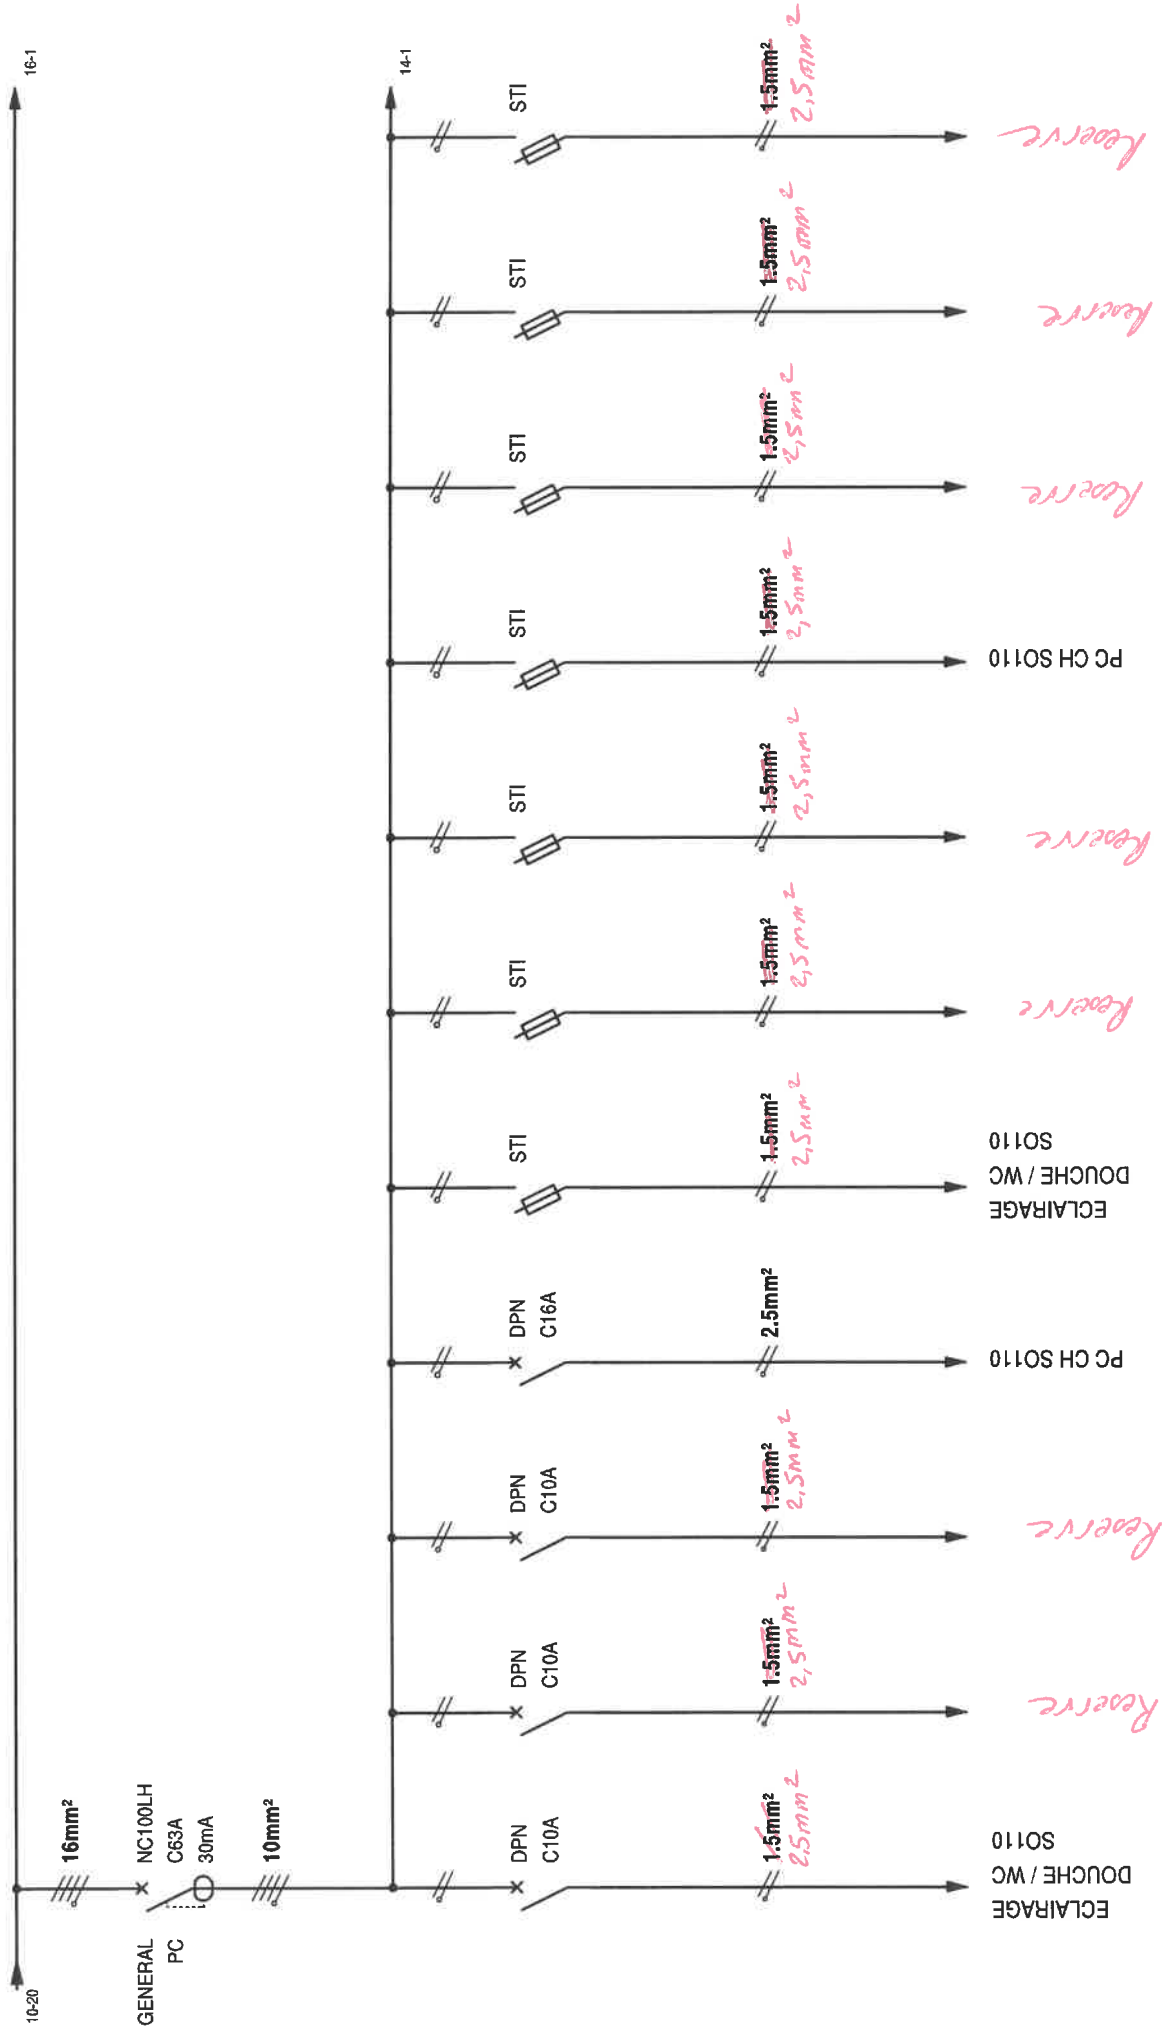 10-20
16-1
16mm²
GENERAL
PC
NC100LH
C63A
30mA
10mm²
14-1
DPN
C10A
1.5mm²
2,5mm²
ECLAIRAGE
DOUCHE / WC
SO110
DPN
C10A
1.5mm²
2,5mm²
Reserve
DPN
C10A
1.5mm²
2,5mm²
Reserve
DPN
C16A
2.5mm²
PC CH SO110
STI
1.5mm²
2,5mm²
ECLAIRAGE
DOUCHE / WC
SO110
STI
1.5mm²
2,5mm²
Reserve
STI
1.5mm²
2,5mm²
Reserve
STI
1.5mm²
2,5mm²
PC CH SO110
STI
1.5mm²
2,5mm²
Reserve
STI
1.5mm²
2,5mm²
Reserve
STI
1.5mm²
2,5mm²
Reserve